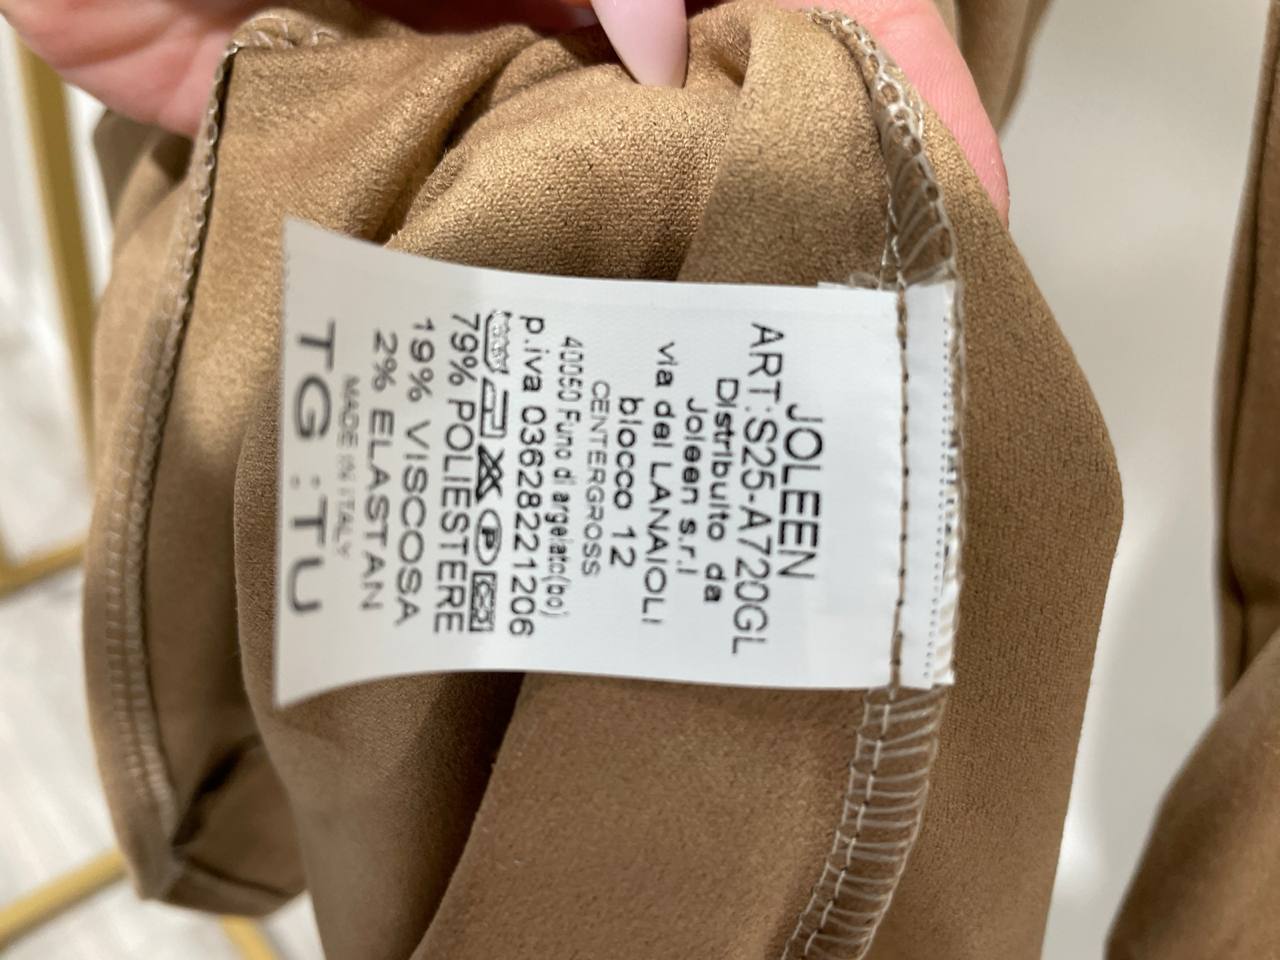 JOLEEN
ART:S25-A720GL
Distribuito da
Joleen s.r.l
via dei LANAIOLI
blocco 12
CENTERGROSS
40050 Funo di argelato(bo)
p.iva 03628221206
79% POLIESTERE
19% VISCOSA
2% ELASTAN
MADE IN ITALY
TG :TU